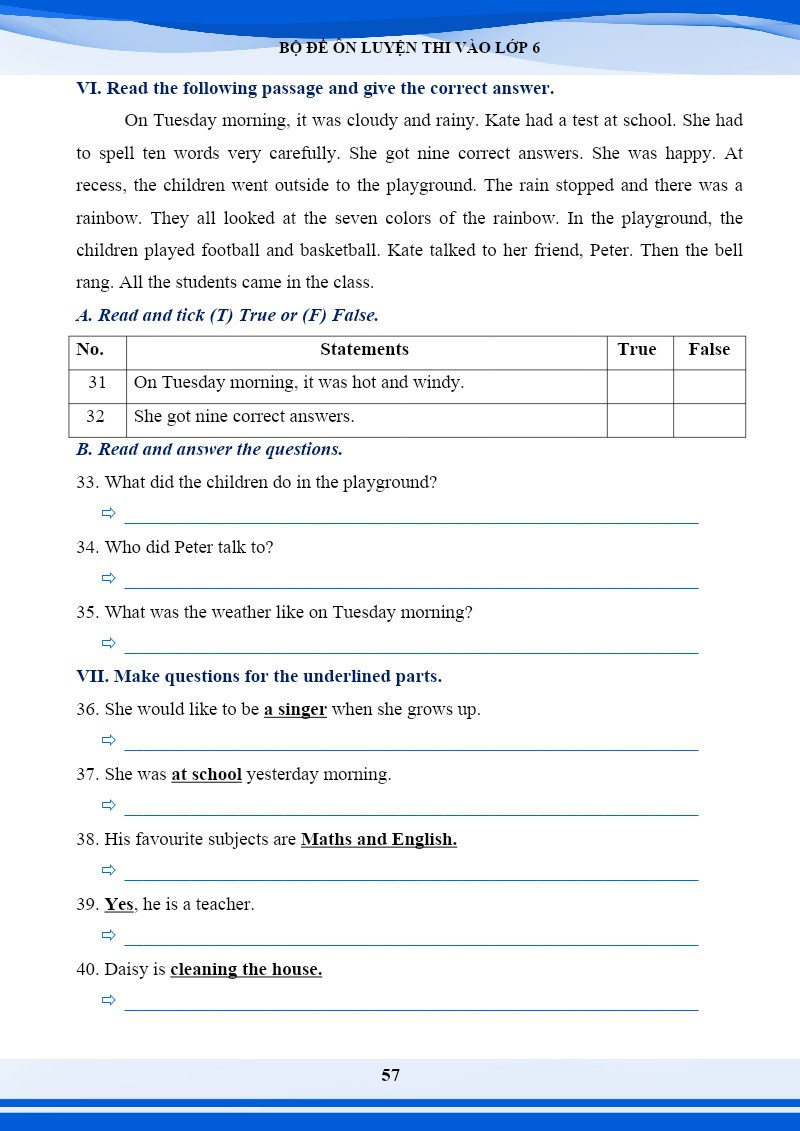 BỘ ĐỀ ÔN LUYỆN THI VÀO LỚP 6
VI. Read the following passage and give the correct answer.
On Tuesday morning, it was cloudy and rainy. Kate had a test at school. She had
to spell ten words very carefully. She got nine correct answers. She was happy. At
recess, the children went outside to the playground. The rain stopped and there was a
rainbow. They all looked at the seven colors of the rainbow. In the playground, the
children played football and basketball. Kate talked to her friend, Peter. Then the bell
rang. All the students came in the class.
A. Read and tick (T) True or (F) False.
No. Statements True False
31 On Tuesday morning, it was hot and windy.
32 She got nine correct answers.
B. Read and answer the questions.
33. What did the children do in the playground?
34. Who did Peter talk to?
35. What was the weather like on Tuesday morning?
VII. Make questions for the underlined parts.
36. She would like to be a singer when she grows up.
37. She was at school yesterday morning.
38. His favourite subjects are Maths and English.
39. Yes, he is a teacher.
40. Daisy is cleaning the house.
57